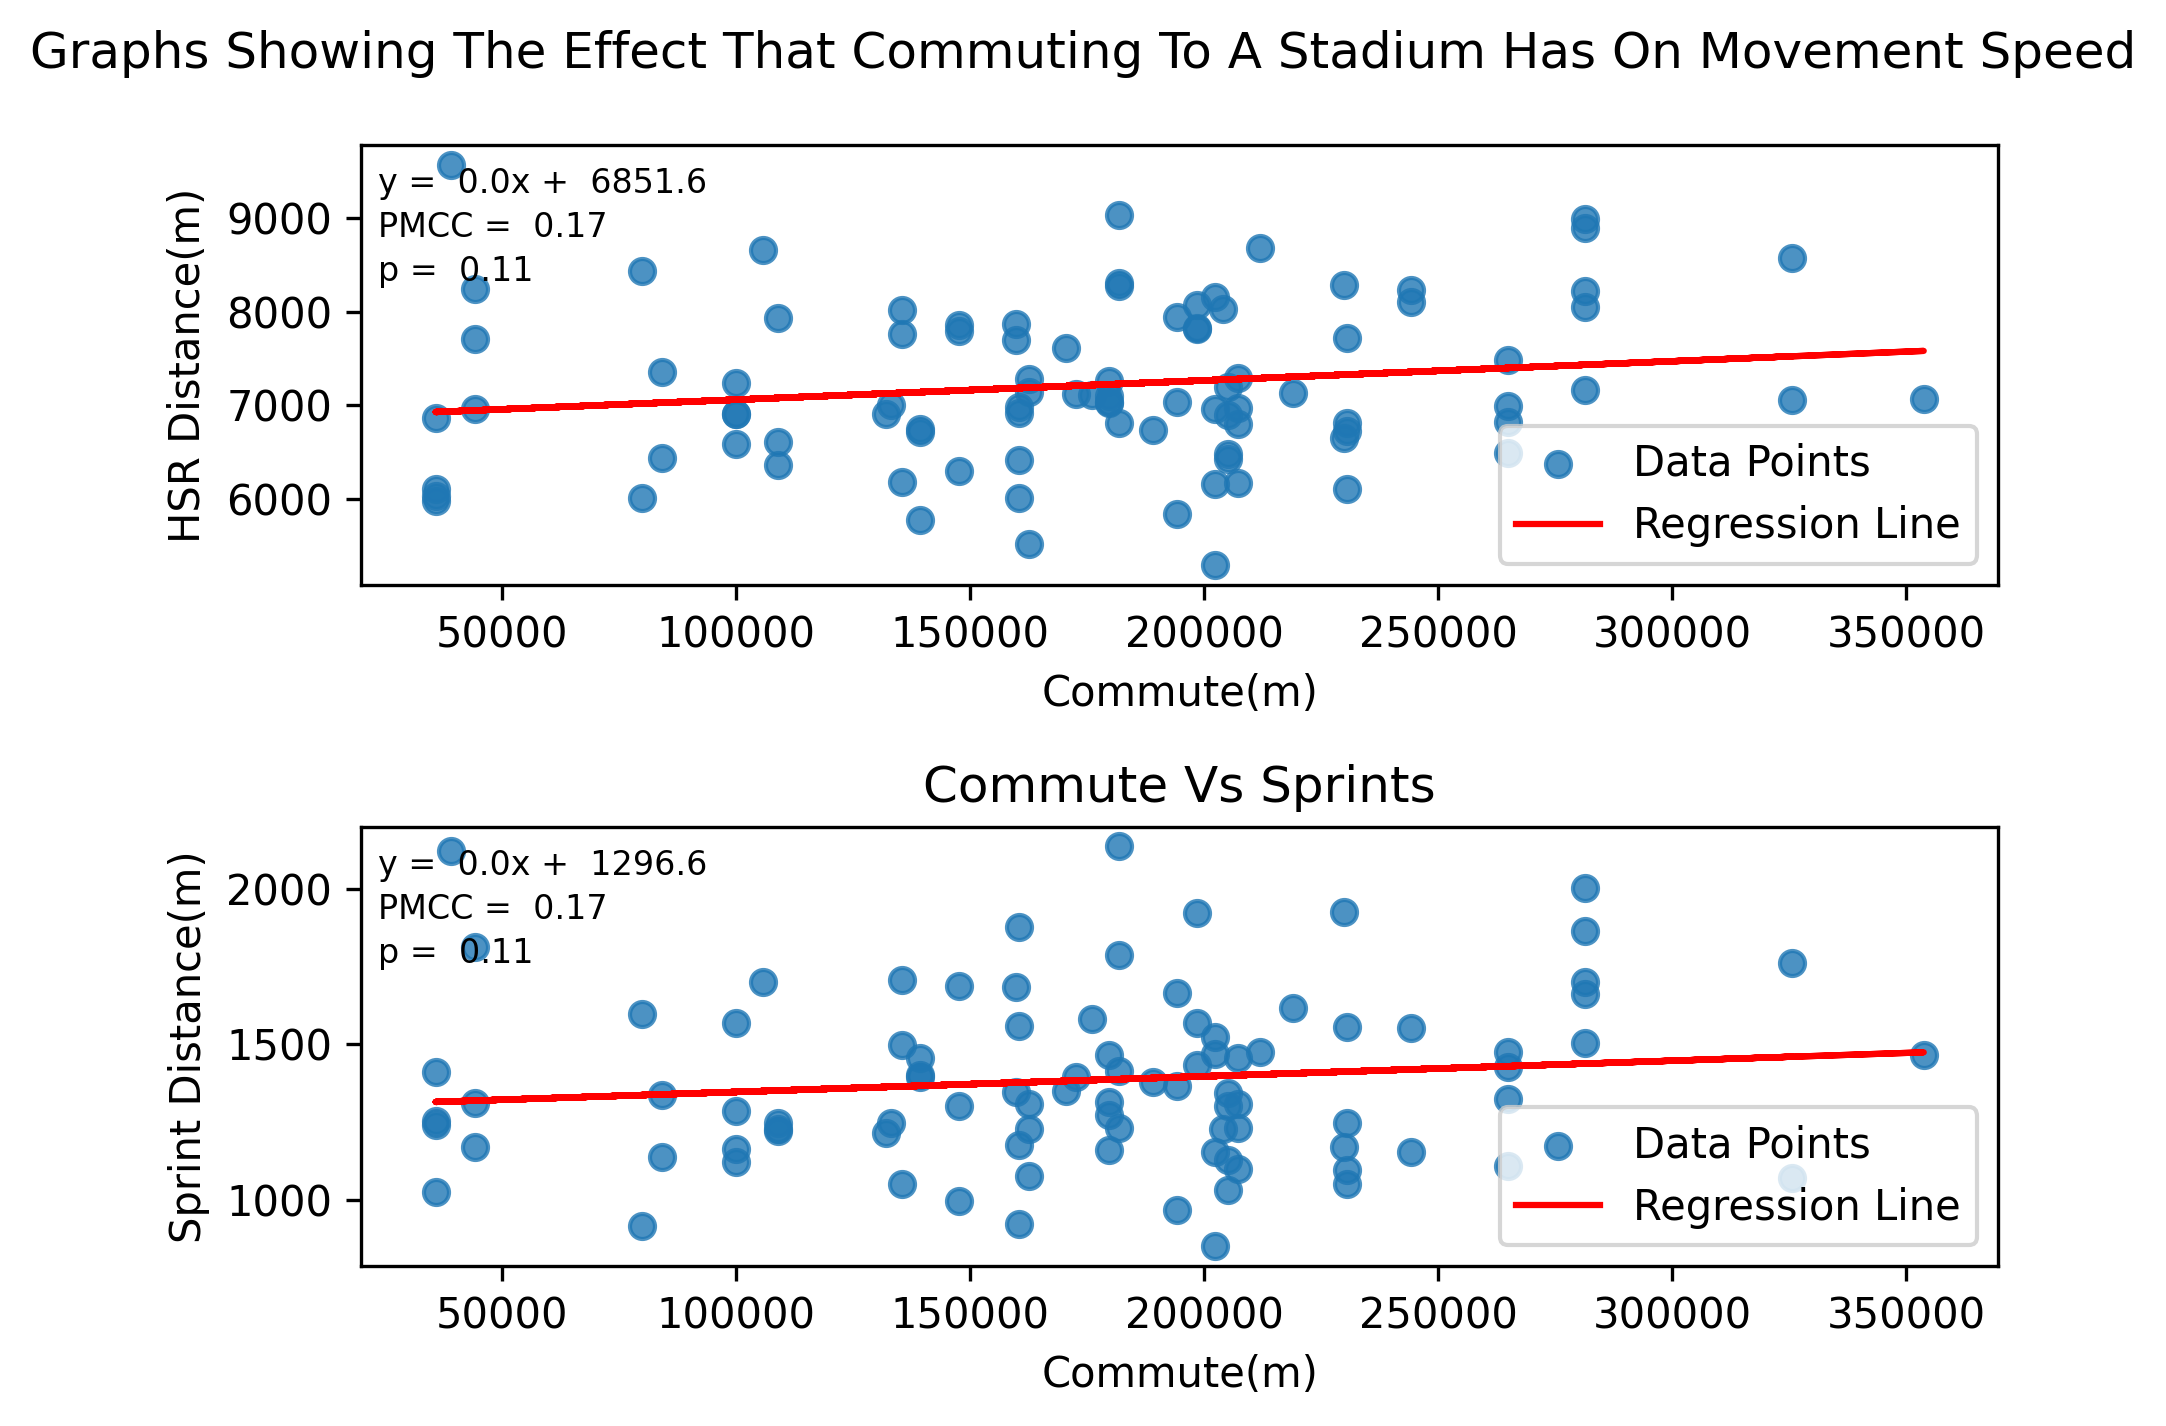 Graphs Showing The Effect That Commuting To A Stadium Has On Movement Speed
y = 0.0x + 6851.6
PMCC = 0.17
p = 0.11
HSR Distance(m)
9000
8000
7000
6000
Data Points
Regression Line
50000 100000 150000 200000 250000 300000 350000
Commute(m)
Commute Vs Sprints
y = 0.0x + 1296.6
PMCC = 0.17
p = 0.11
Sprint Distance(m)
2000
1500
1000
Data Points
Regression Line
50000 100000 150000 200000 250000 300000 350000
Commute(m)